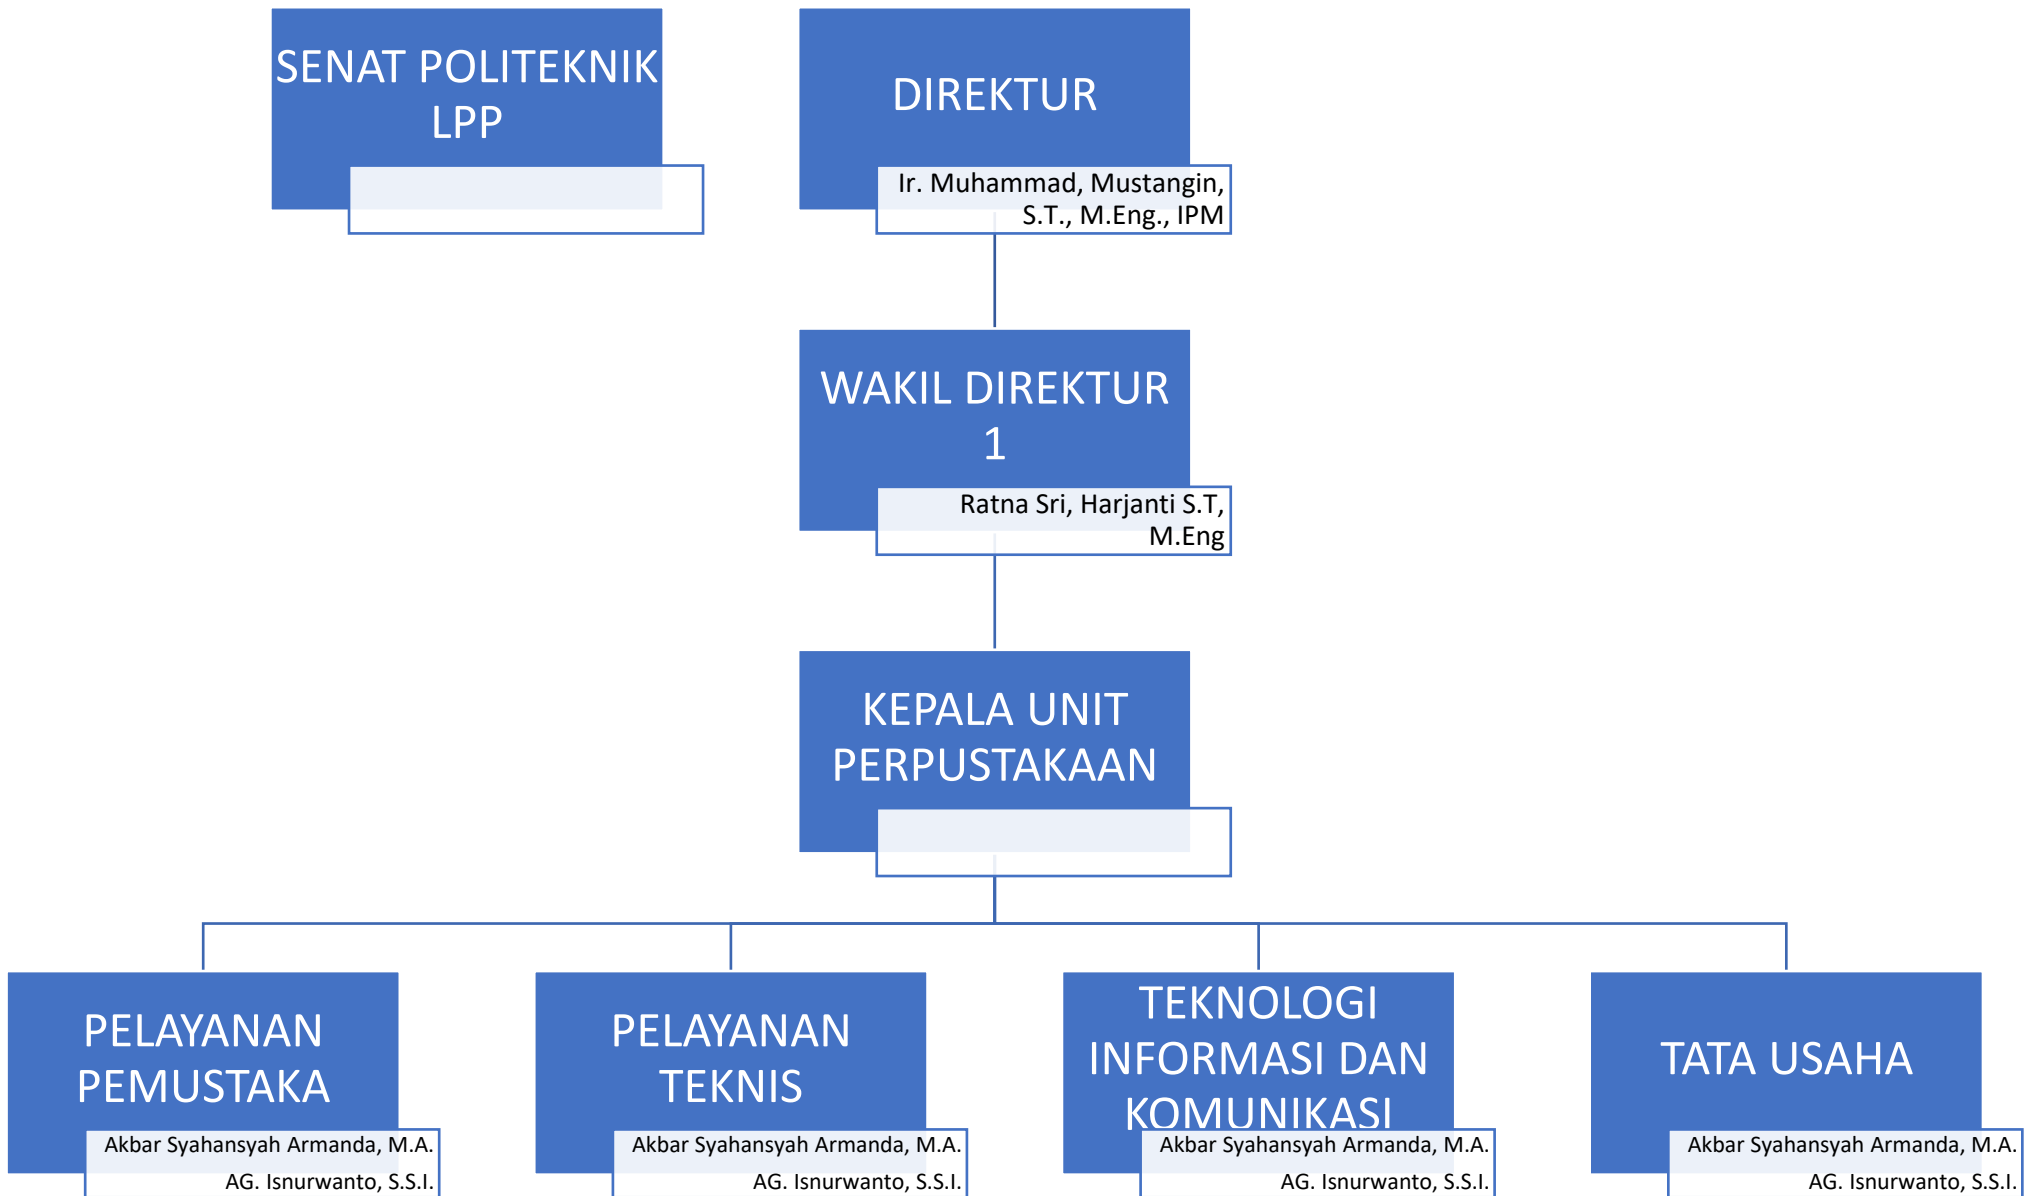 SENAT POLITEKNIK
LPP
DIREKTUR
Ir. Muhammad, Mustangin,
S.T., M.Eng., IPM
WAKIL DIREKTUR
1
Ratna Sri, Harjanti S.T,
M.Eng
KEPALA UNIT
PERPUSTAKAAN
PELAYANAN
PEMUSTAKA
Akbar Syahansyah Armanda, M.A.
AG. Isnurwanto, S.S.I.
PELAYANAN
TEKNIS
Akbar Syahansyah Armanda, M.A.
AG. Isnurwanto, S.S.I.
TEKNOLOGI
INFORMASI DAN
KOMUNIKASI
Akbar Syahansyah Armanda, M.A.
AG. Isnurwanto, S.S.I.
TATA USAHA
Akbar Syahansyah Armanda, M.A.
AG. Isnurwanto, S.S.I.